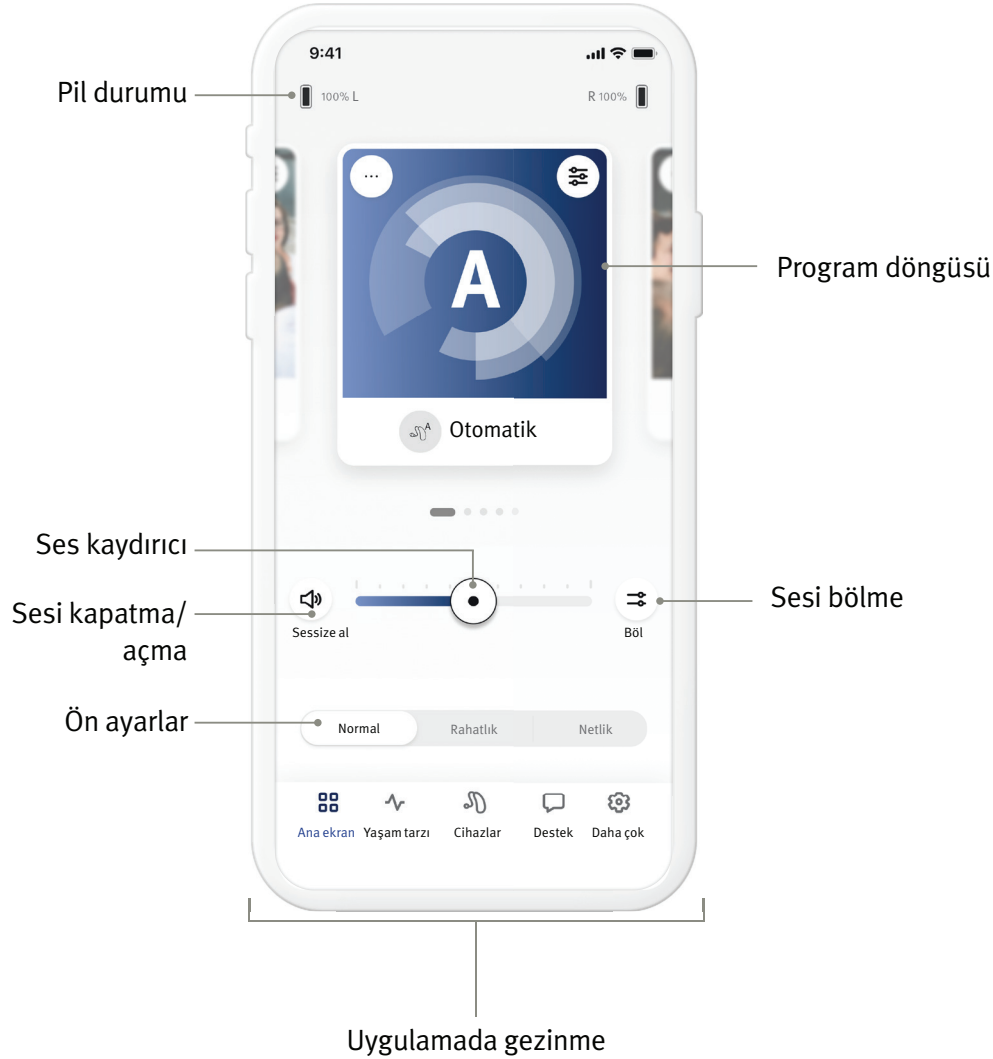 9:41
Pil durumu
100% L
R 100%
...
A
Program döngüsü
A
Otomatik
Ses kaydırıcı
Sesi kapatma/
açma
Sessize al
Böl
Sesi bölme
Ön ayarlar
Normal
Rahatlık
Netlik
Ana ekran
Yaşam tarzı
Cihazlar
Destek
Daha çok
Uygulamada gezinme